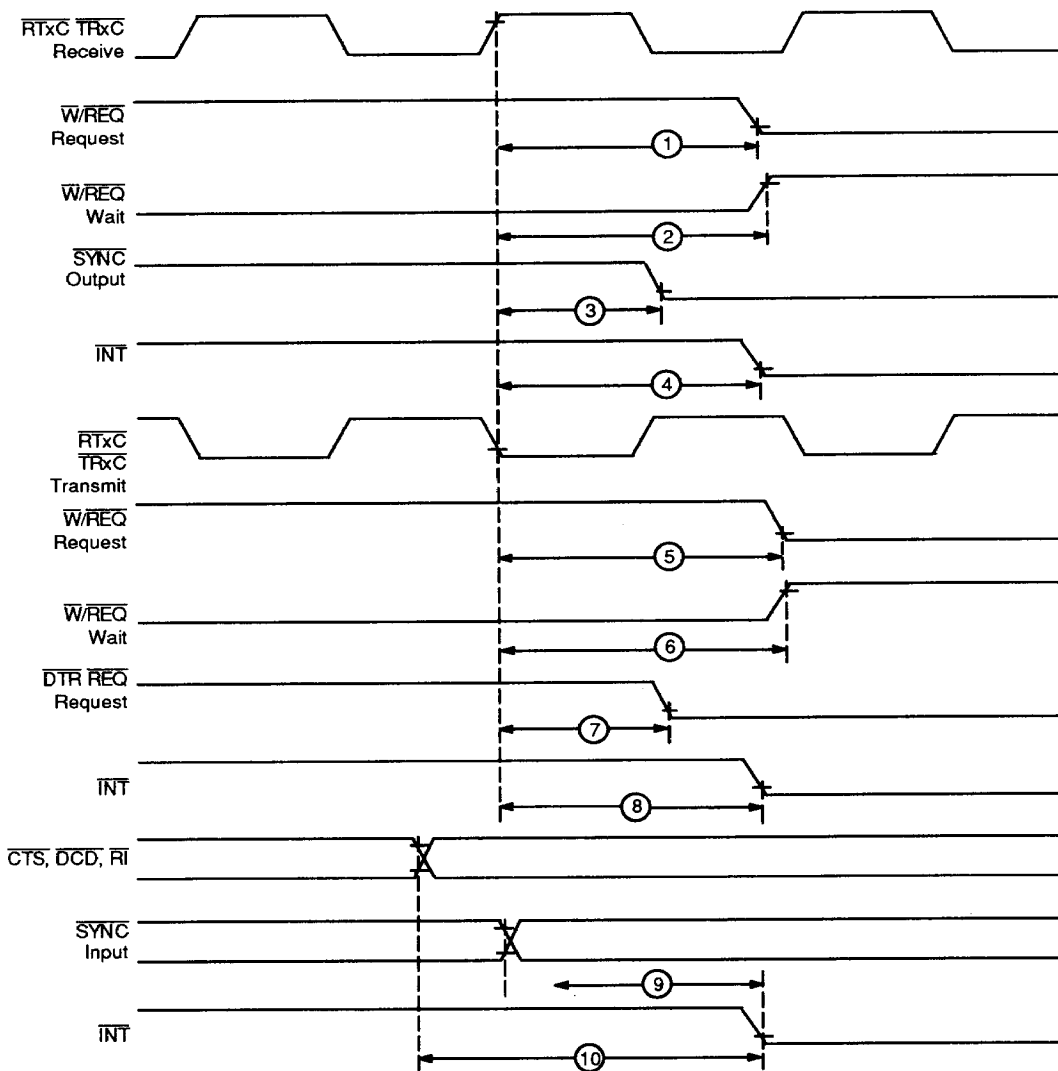 RTxC TRxC
Receive
W/REQ
Request
1
W/REQ
Wait
2
SYNC
Output
3
INT
4
RTxC
TRxC
Transmit
W/REQ
Request
5
W/REQ
Wait
6
DTR REQ
Request
7
INT
8
CTS, DCD, RI
SYNC
Input
9
INT
10